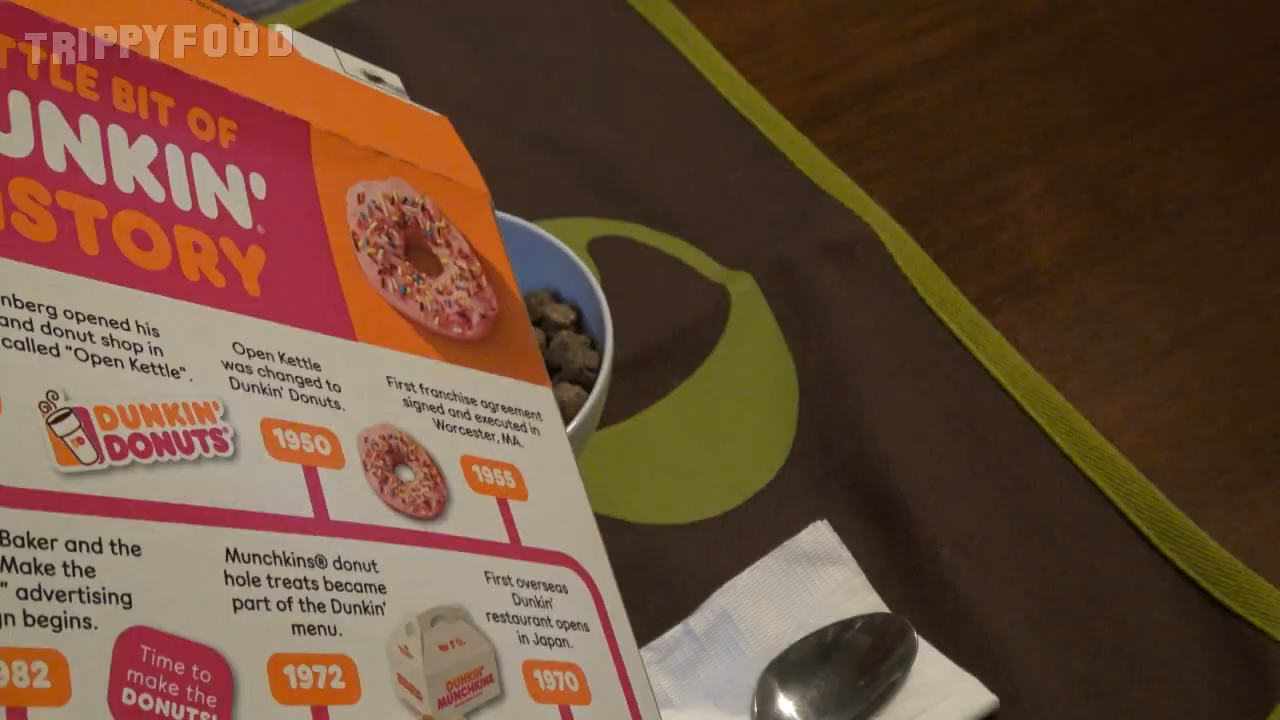 TRIPPYFOOD
TTLE BIT OF
UNKIN'
ISTORY
nberg opened his
and donut shop in
called "Open Kettle".
Open Kettle
was changed to
Dunkin' Donuts.
First franchise agreement
signed and executed in
Worcester, MA.
DUNKIN'
DONUTS
1950
1955
Baker and the
Make the
" advertising
gn begins.
Munchkins® donut
hole treats became
part of the Dunkin'
menu.
First overseas
Dunkin'
restaurant opens
in Japan.
982
Time to
make the
DONUTS!
1972
DUNKIN'
MUNCHKINS
1970